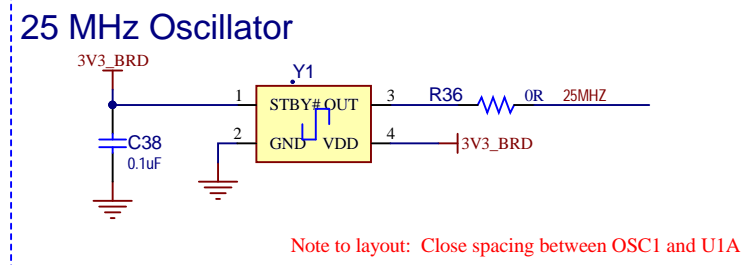 25 MHz Oscillator
3V3_BRD
Y1
1 STBY# OUT 3 R36 0R 25MHZ
2 GND VDD 4 3V3_BRD
C38
0.1uF
Note to layout: Close spacing between OSC1 and U1A